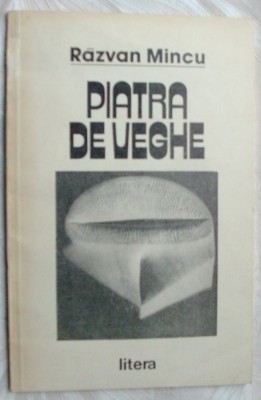 Răzvan Mincu
PIATRA
DE VEGHE
litera